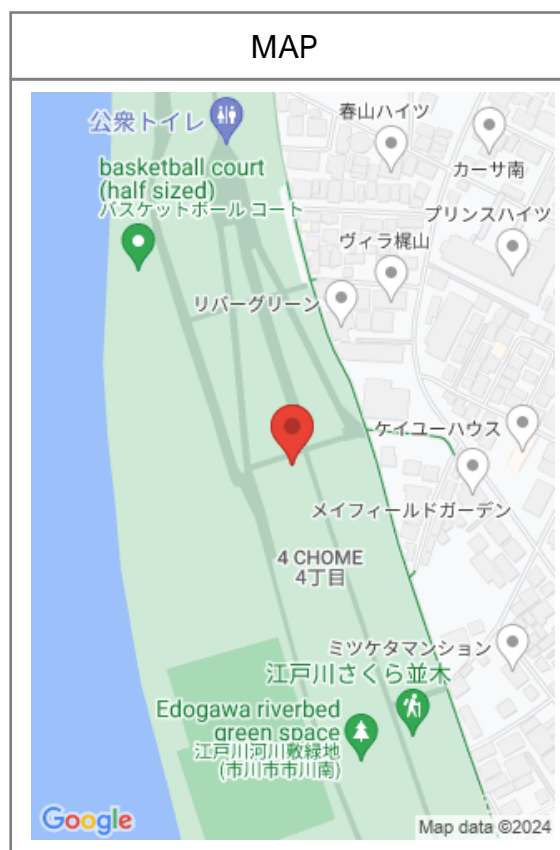 MAP
公衆トイレ
春山ハイツ
カーサ南
basketball court
(half sized)
バスケットボール コート
プリンスハイツ
ヴィラ梶山
リバーグリーン
ケイユーハウス
メイフィールドガーデン
4 CHOME
4丁目
ミツケタマンション
江戸川さくら並木
Edogawa riverbed
green space
江戸川河川敷緑地
(市川市市川南)
Google
Map data ©2024